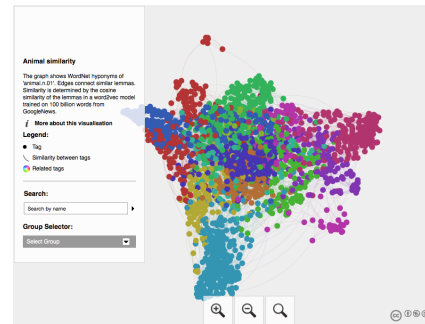 Animal similarity
The graph shows WordNet hyponyms of
'animal.n.01'. Edges connect similar lemmas.
Similarity is determined by the cosine
similarity of the lemmas in a word2vec model
trained on 100 billion words from
GoogleNews.
i More about this visualisation
Legend:
Tag
Similarity between tags
Related tags
Search:
Search by name
Group Selector:
Select Group
cc